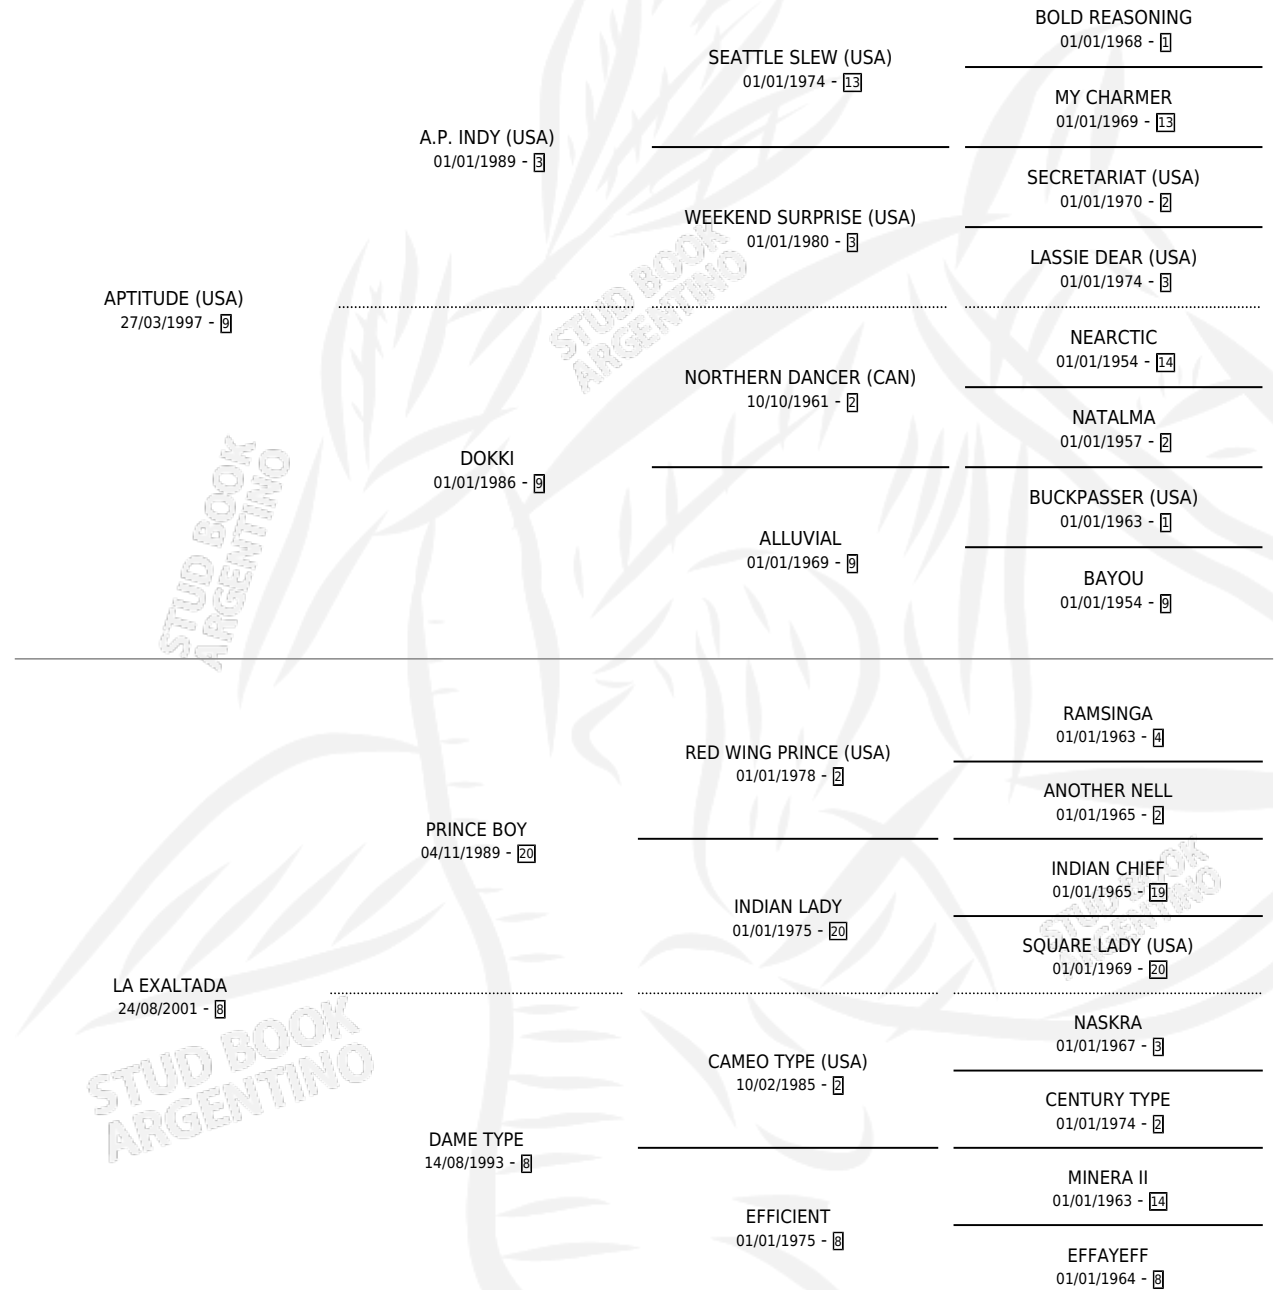 BOLD REASONING
01/01/1968 - 1
SEATTLE SLEW (USA)
01/01/1974 - 13
MY CHARMER
01/01/1969 - 13
A.P. INDY (USA)
01/01/1989 - 3
SECRETARIAT (USA)
01/01/1970 - 2
WEEKEND SURPRISE (USA)
01/01/1980 - 3
LASSIE DEAR (USA)
01/01/1974 - 3
APTITUDE (USA)
27/03/1997 - 9
NEARCTIC
01/01/1954 - 14
NORTHERN DANCER (CAN)
10/10/1961 - 2
NATALMA
01/01/1957 - 2
DOKKI
01/01/1986 - 9
BUCKPASSER (USA)
01/01/1963 - 1
ALLUVIAL
01/01/1969 - 9
BAYOU
01/01/1954 - 9
RAMSINGA
01/01/1963 - 4
RED WING PRINCE (USA)
01/01/1978 - 2
ANOTHER NELL
01/01/1965 - 2
PRINCE BOY
04/11/1989 - 20
INDIAN CHIEF
01/01/1965 - 19
INDIAN LADY
01/01/1975 - 20
SQUARE LADY (USA)
01/01/1969 - 20
LA EXALTADA
24/08/2001 - 8
NASKRA
01/01/1967 - 3
CAMEO TYPE (USA)
10/02/1985 - 2
CENTURY TYPE
01/01/1974 - 2
DAME TYPE
14/08/1993 - 8
MINERA II
01/01/1963 - 14
EFFICIENT
01/01/1975 - 8
EFFAYEFF
01/01/1964 - 8
STUD BOOK
ARGENTINO
STUD BOOK
ARGENTINO
STUD BOOK
ARGENTINO
STUD BOOK
ARGENTINO